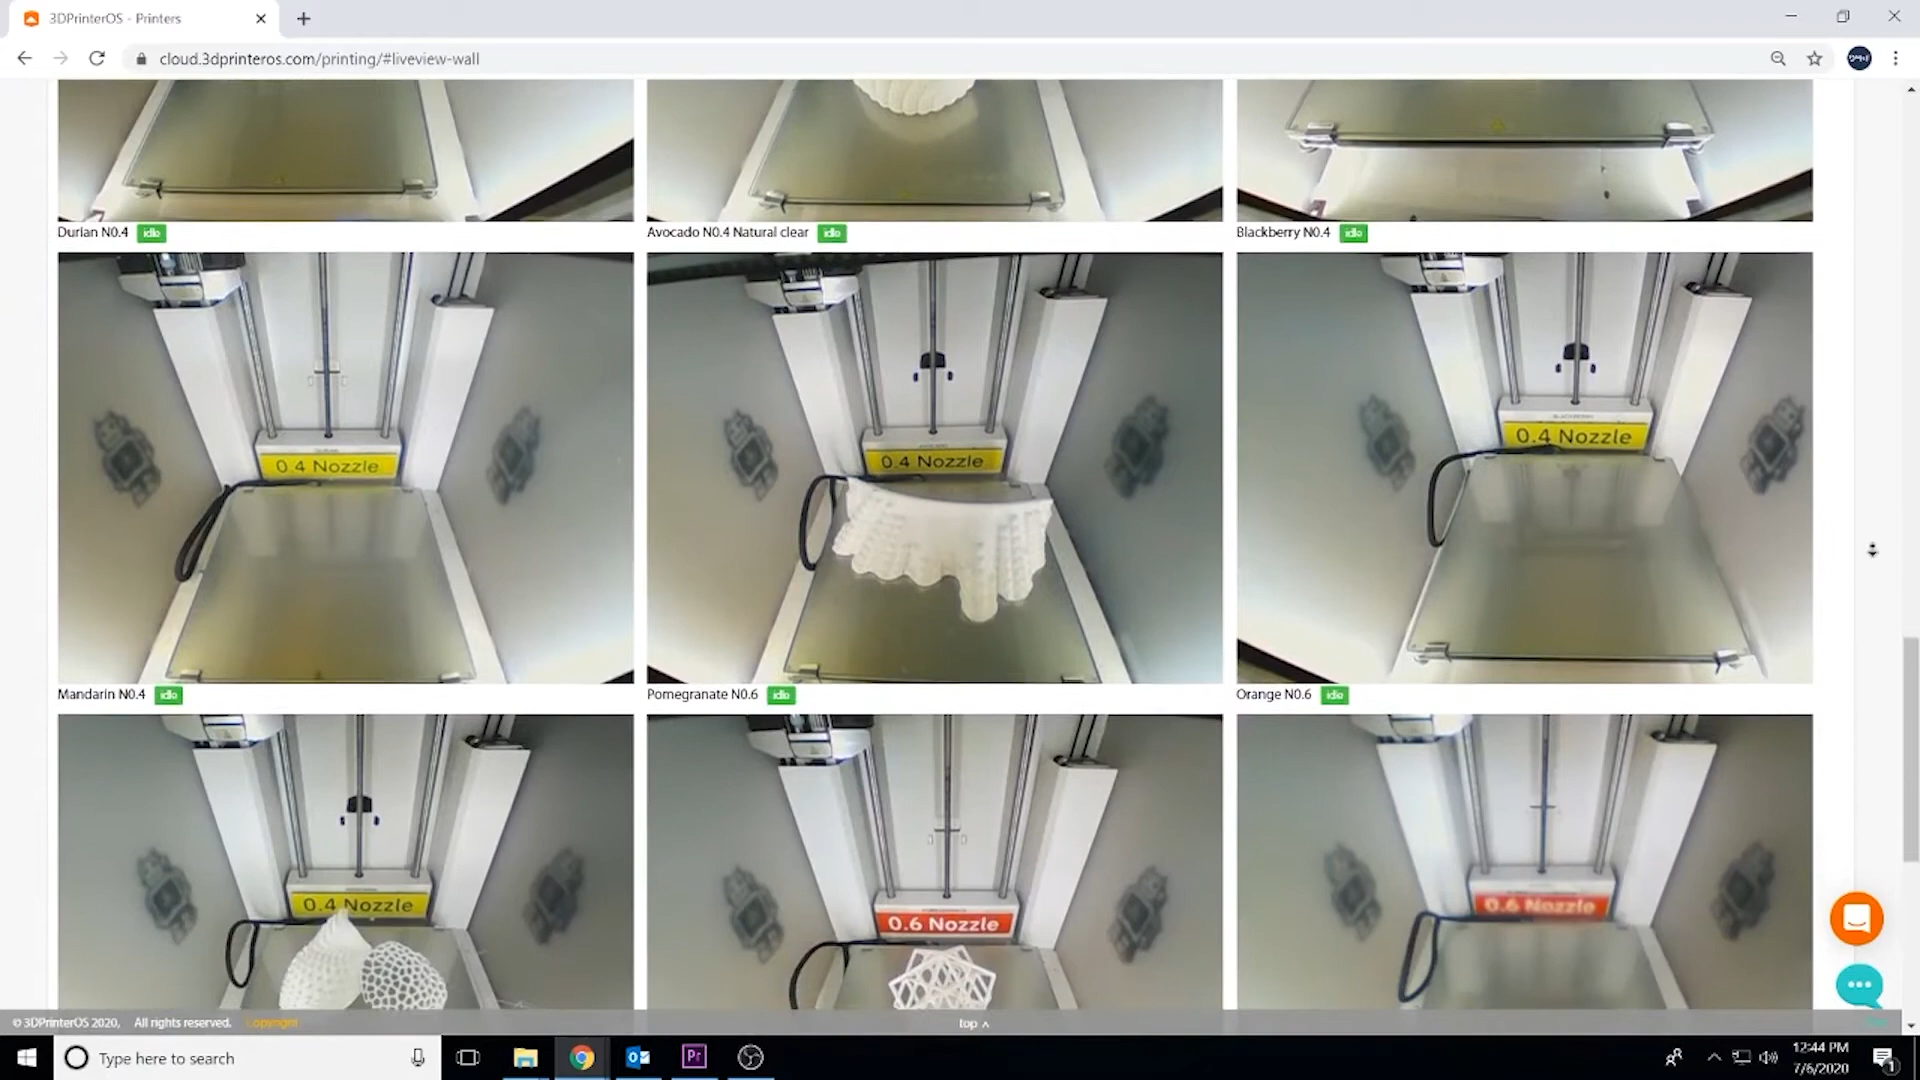 3DPrinterOS - Printers
cloud.3dprinteros.com/printing/#liveview-wall
Durian N0.4 idle
Avocado N0.4 Natural clear idle
Blackberry N0.4 idle
0.4 Nozzle
0.4 Nozzle
0.4 Nozzle
Mandarin N0.4 idle
Pomegranate N0.6 idle
Orange N0.6 idle
0.4 Nozzle
0.6 Nozzle
0.6 Nozzle
© 3DPrinterOS 2020, All rights reserved. Copyright
top ^
Type here to search
Pr
12:44 PM
7/6/2020
1